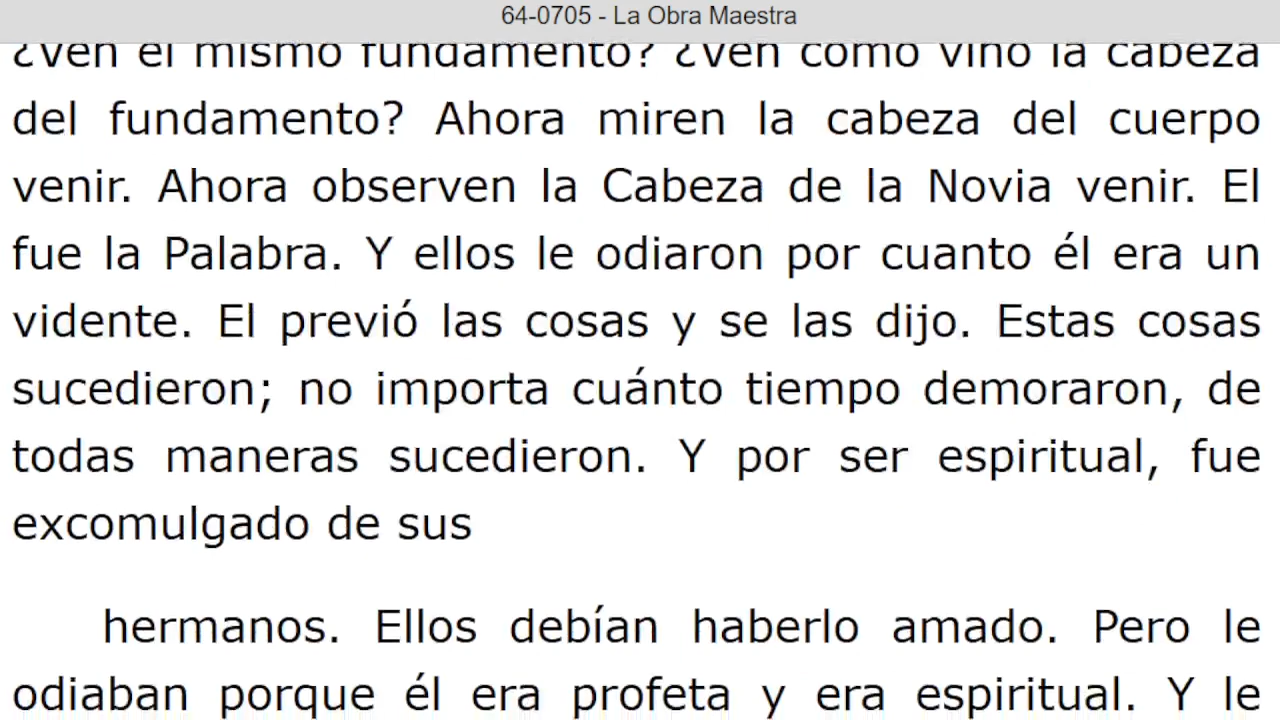 64-0705 - La Obra Maestra
¿ven el mismo fundamento? ¿ven cómo vino la cabeza
del fundamento? Ahora miren la cabeza del cuerpo
venir. Ahora observen la Cabeza de la Novia venir. El
fue la Palabra. Y ellos le odiaron por cuanto él era un
vidente. El previó las cosas y se las dijo. Estas cosas
sucedieron; no importa cuánto tiempo demoraron, de
todas maneras sucedieron. Y por ser espiritual, fue
excomulgado de sus
hermanos. Ellos debían haberlo amado. Pero le
odiaban porque él era profeta y era espiritual. Y le